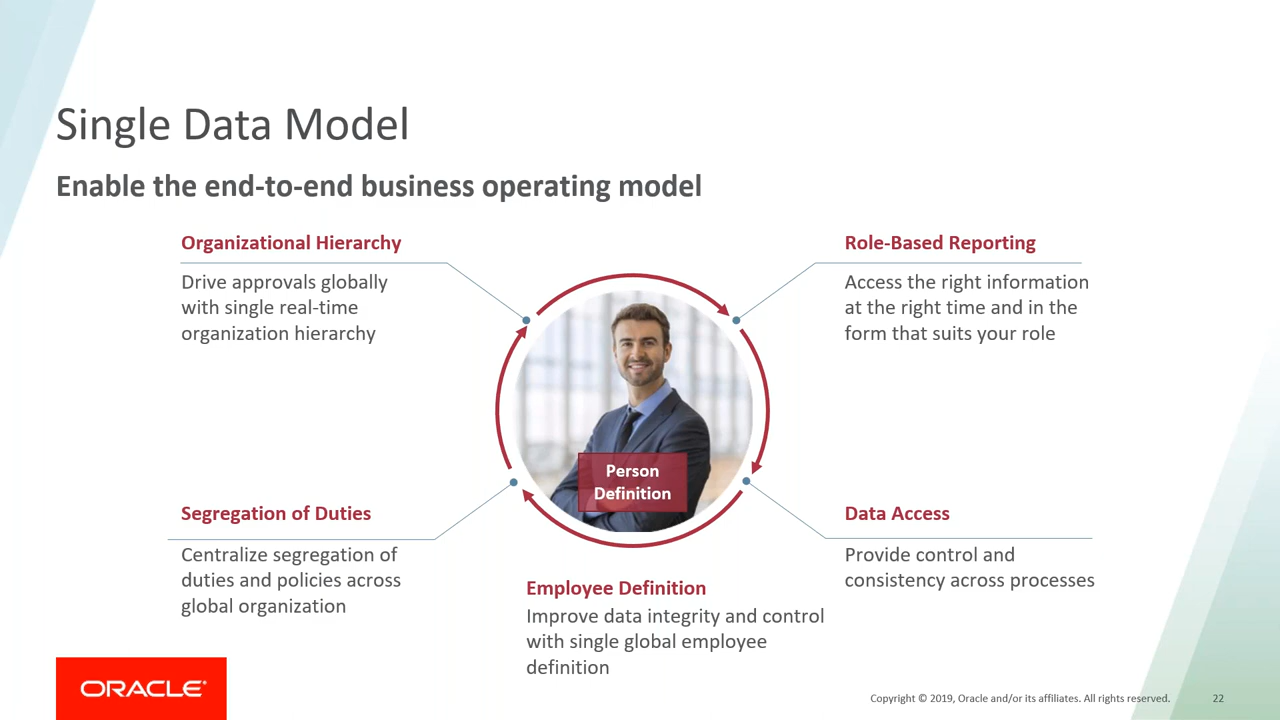 Single Data Model
Enable the end-to-end business operating model
Organizational Hierarchy
Drive approvals globally
with single real-time
organization hierarchy
Role-Based Reporting
Access the right information
at the right time and in the
form that suits your role
Person
Definition
Segregation of Duties
Centralize segregation of
duties and policies across
global organization
Data Access
Provide control and
consistency across processes
Employee Definition
Improve data integrity and control
with single global employee
definition
ORACLE®
Copyright © 2019, Oracle and/or its affiliates. All rights reserved.
22